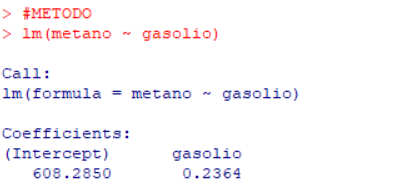 > #METODO
> lm(metano ~ gasolio)
Call:
lm(formula = metano ~ gasolio)
Coefficients:
(Intercept)      gasolio
   608.2850       0.2364